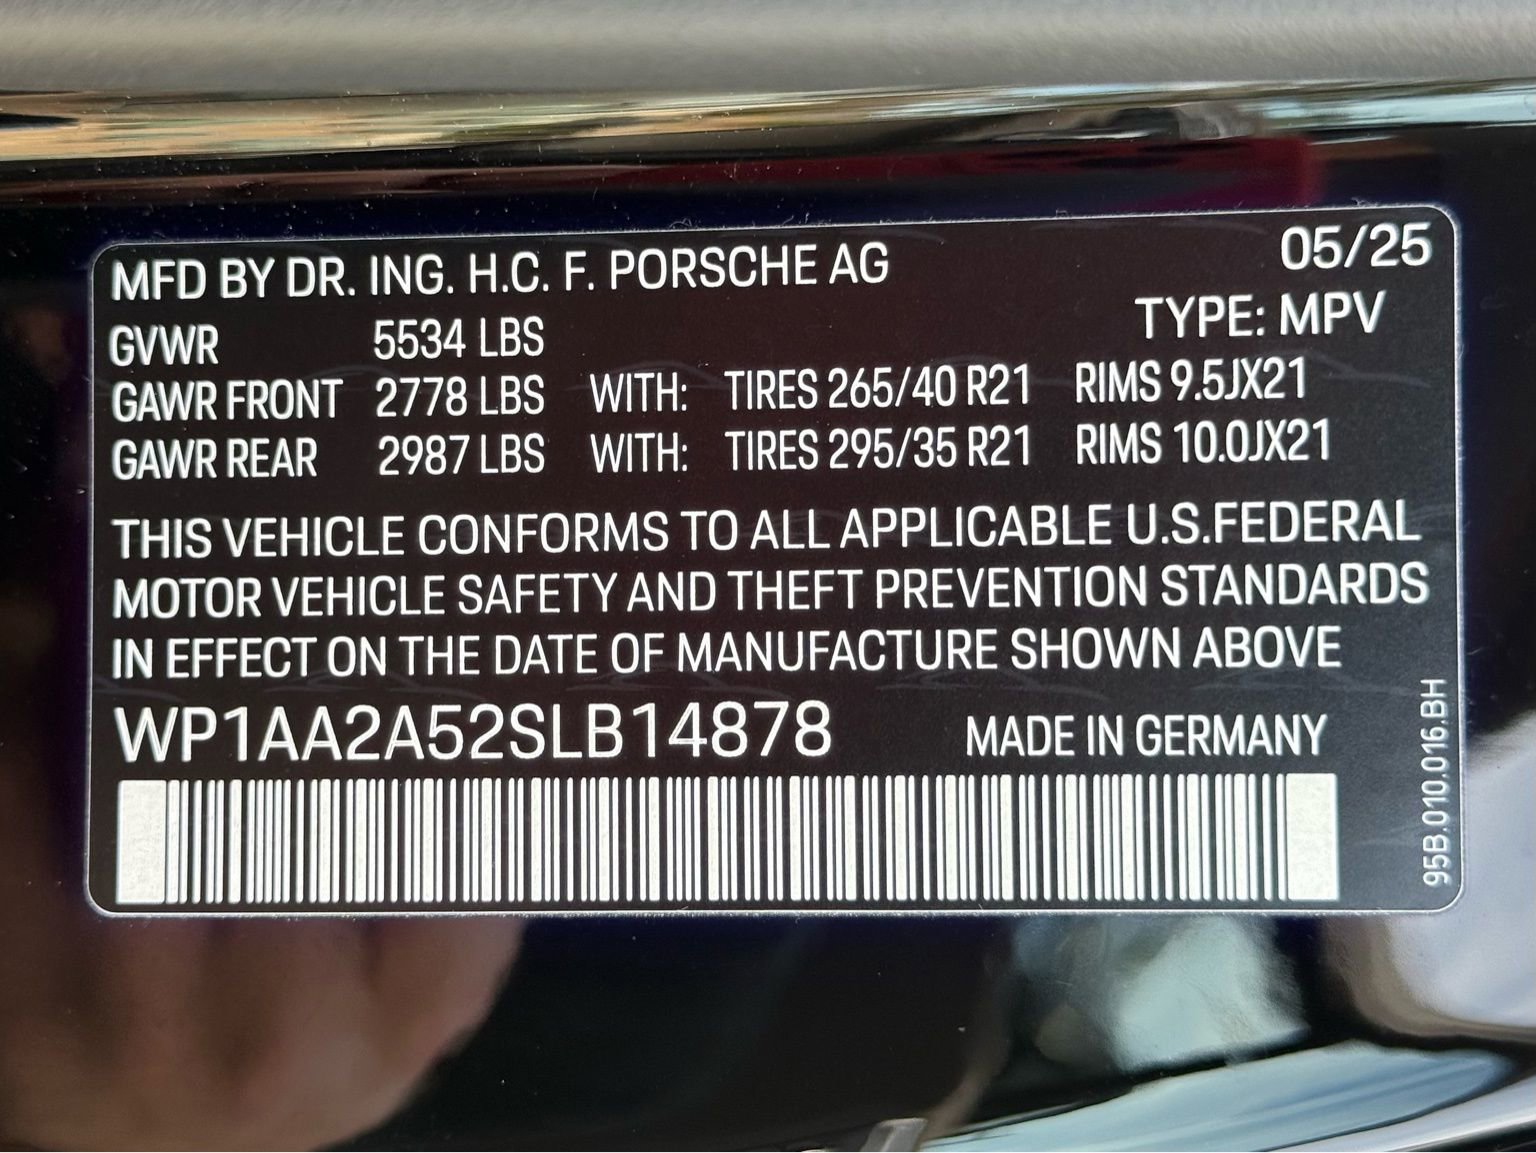 MFD BY DR. ING. H.C. F. PORSCHE AG 05/25
GVWR 5534 LBS TYPE: MPV
GAWR FRONT 2778 LBS WITH: TIRES 265/40 R21 RIMS 9.5JX21
GAWR REAR 2987 LBS WITH: TIRES 295/35 R21 RIMS 10.0JX21
THIS VEHICLE CONFORMS TO ALL APPLICABLE U.S.FEDERAL
MOTOR VEHICLE SAFETY AND THEFT PREVENTION STANDARDS
IN EFFECT ON THE DATE OF MANUFACTURE SHOWN ABOVE
WP1AA2A52SLB14878 MADE IN GERMANY
95B.010.016.BH